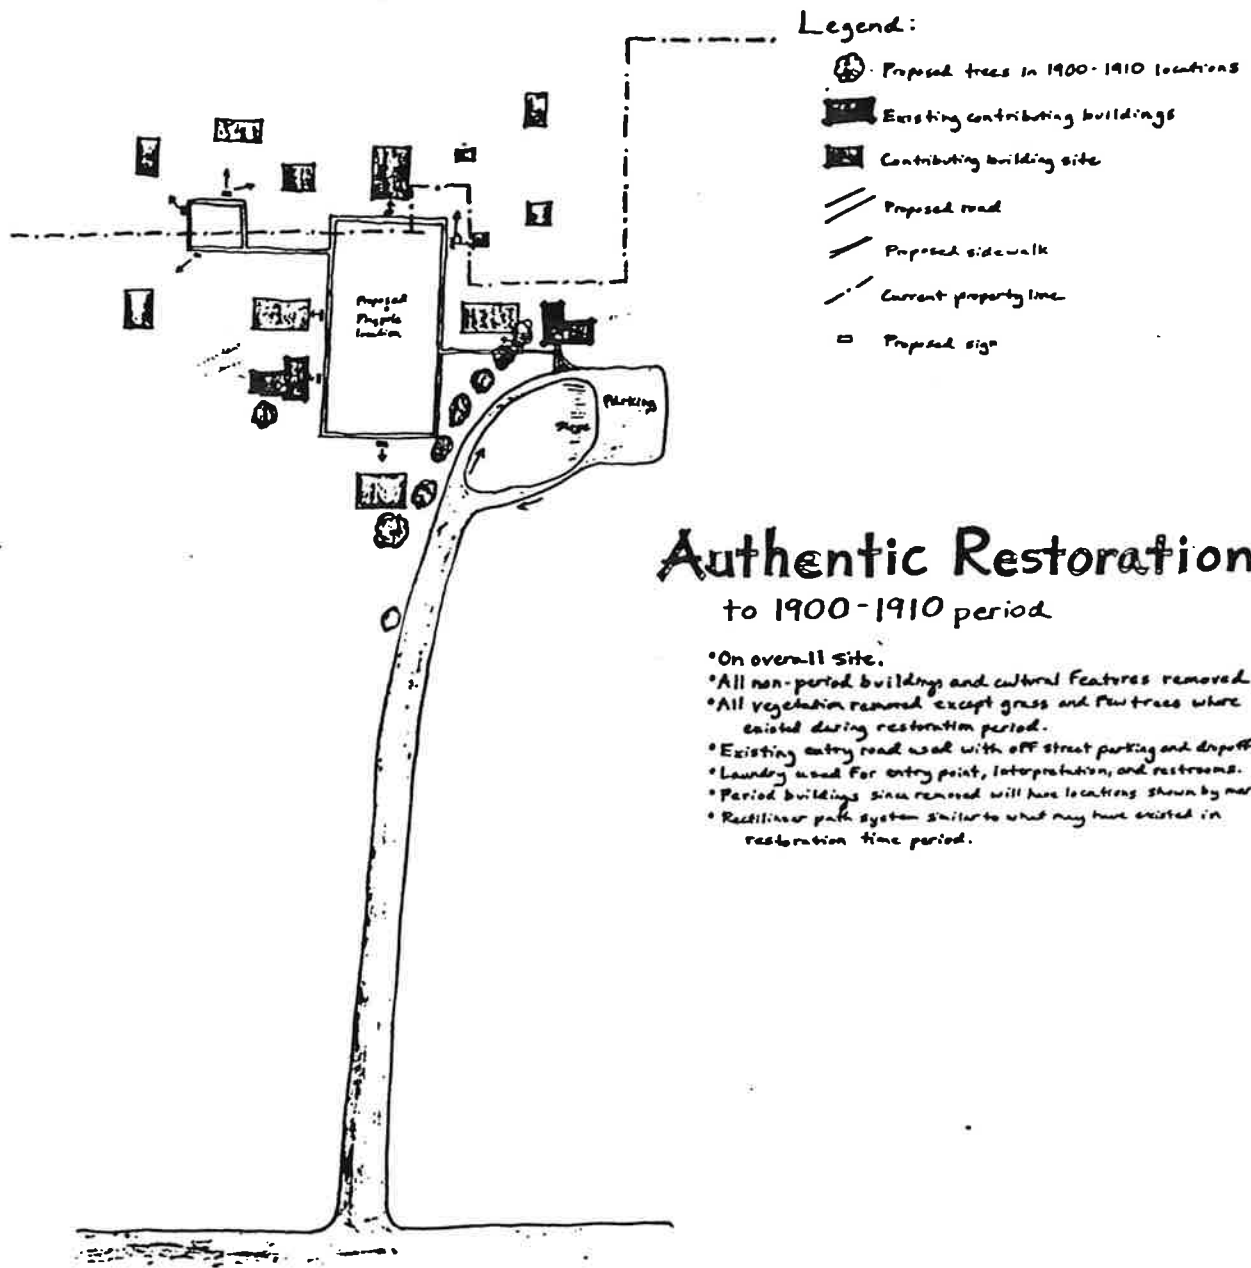 Legend:
Proposed trees in 1900-1910 locations
Existing contributing buildings
Contributing building site
Proposed road
Proposed sidewalk
Current property line
Proposed sign
Proposed
Flagpole
location
Parking
Authentic Restoration
to 1900-1910 period
•On overall site.
•All non-period buildings and cultural features removed
•All vegetation removed except grass and few trees where
existed during restoration period.
•Existing entry road used with off street parking and dropoff
•Laundry used for entry point, interpretation, and restrooms.
•Period buildings since removed will have locations shown by mar
•Rectilinear path system similar to what may have existed in
restoration time period.